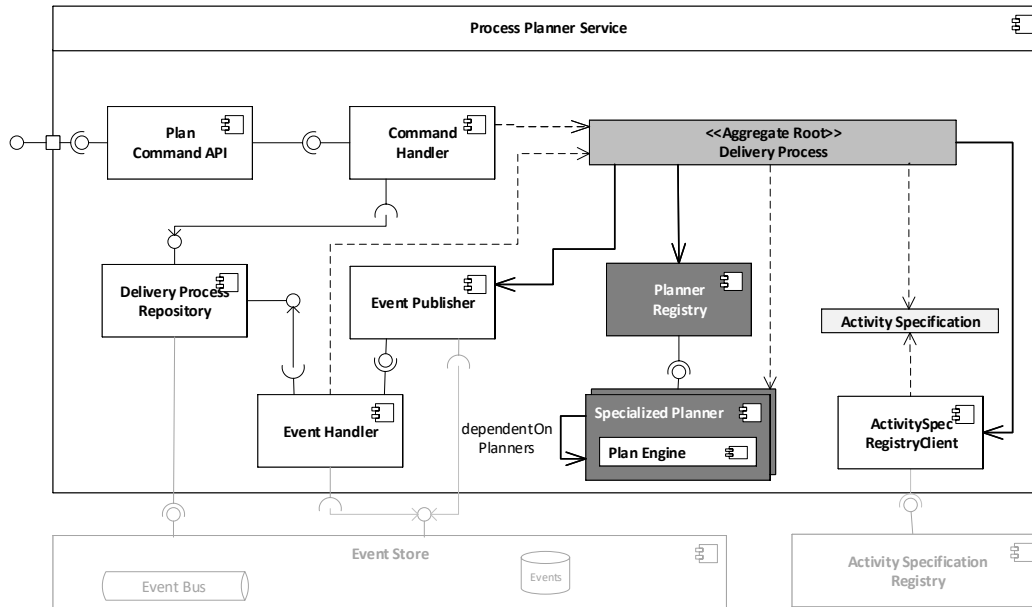 Process Planner Service
Plan
Command API
Command
Handler
<<Aggregate Root>>
Delivery Process
Delivery Process
Repository
Event Publisher
Planner
Registry
Activity Specification
Event Handler
dependentOn
Planners
Specialized Planner
Plan Engine
ActivitySpec
RegistryClient
Event Store
Event Bus
Events
Activity Specification
Registry